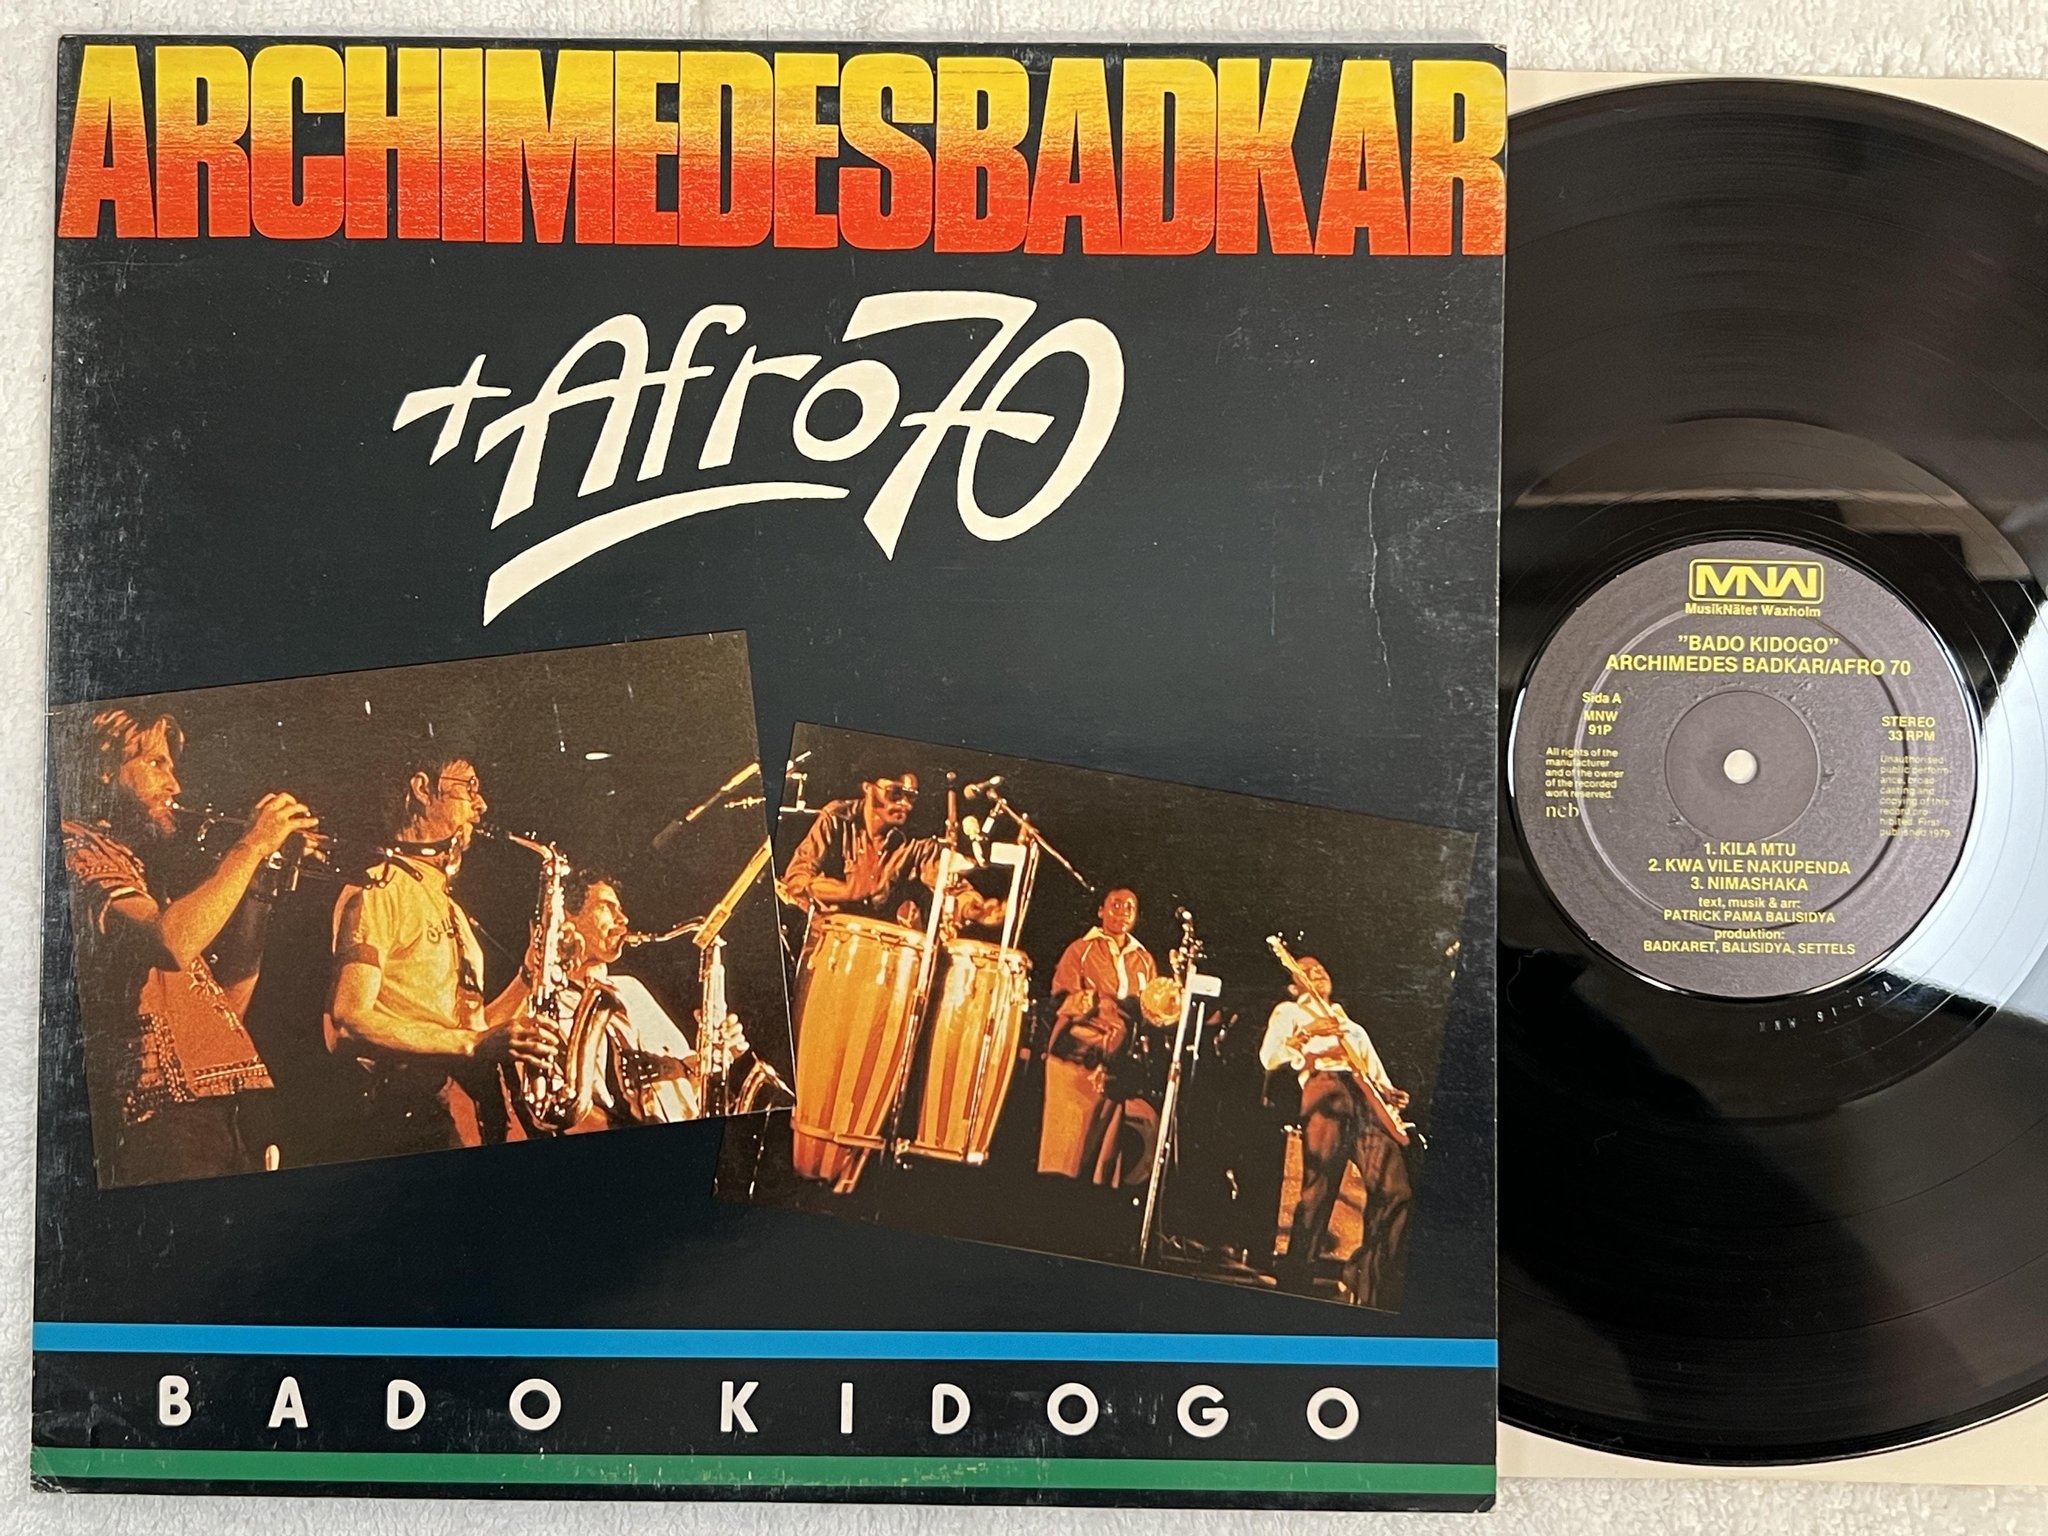 ARCHIMEDESBADKAR
+Afro70
BADO KIDOGO
MNW
MusikNätet Waxholm
"BADO KIDOGO"
ARCHIMEDES BADKAR/AFRO 70
Sida A
MNW
91P
STEREO
33 RPM
All rights of the
manufacturer
and of the owner
of the recorded
work reserved.
ncb
Unauthorised
public perform-
ance, broad-
casting and
copying of this
record pro-
hibited. First
published 1979
1. KILA MTU
2. KWA VILE NAKUPENDA
3. NIMASHAKA
text, musik & arr:
PATRICK PAMA BALISIDYA
produktion:
BADKARET, BALISIDYA, SETTELS
MNW 91-P-A